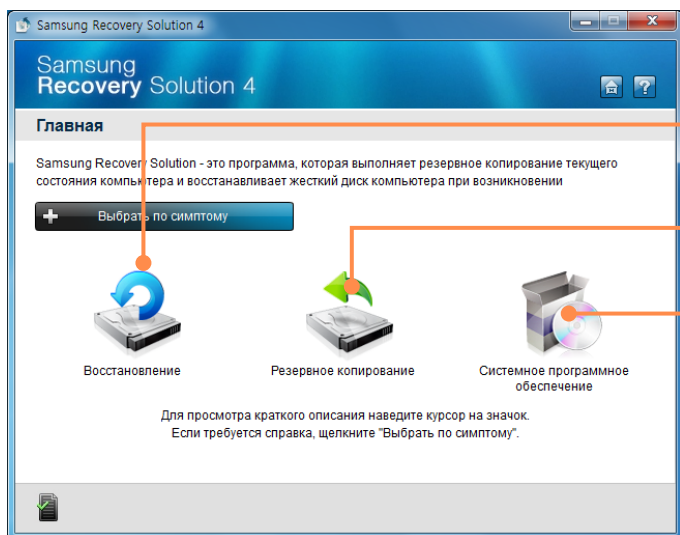 Samsung Recovery Solution 4
Samsung
Recovery Solution 4
?
Главная
Samsung Recovery Solution - это программа, которая выполняет резервное копирование текущего
состояния компьютера и восстанавливает жесткий диск компьютера при возникновении
Выбрать по симптому
Восстановление
Резервное копирование
Системное программное
обеспечение
Для просмотра краткого описания наведите курсор на значок.
Если требуется справка, щелкните "Выбрать по симптому".